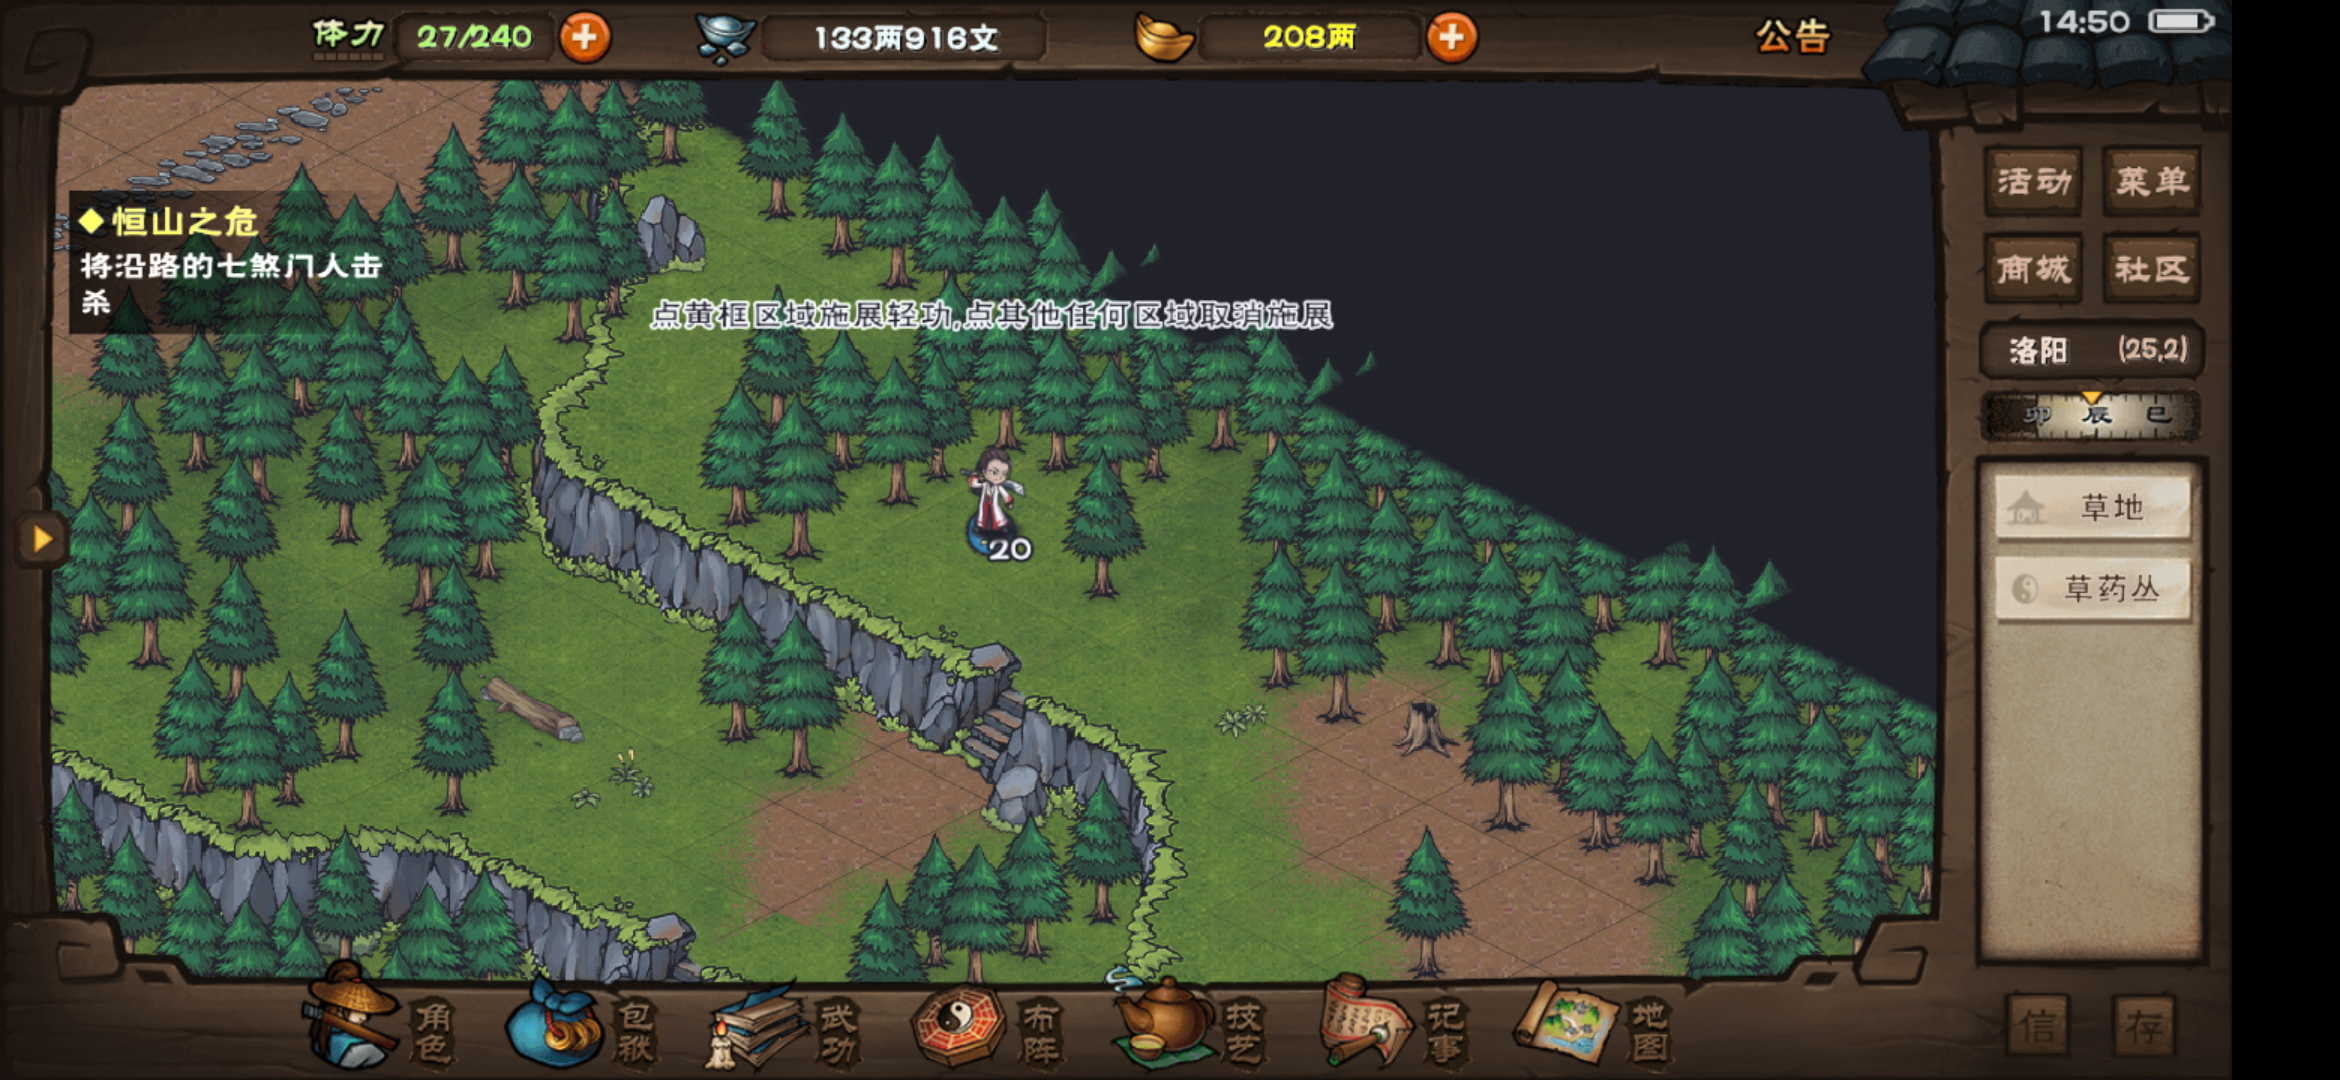 体力 27/240 133两916文 208两 公告 14:50
活动 菜单
◆恒山之危
将沿路的七煞门人击
杀
商城 社区
点黄框区域施展轻功,点其他任何区域取消施展
洛阳 (25,2)
卯 辰 巳
草地
20
草药丛
角色 包袱 武功 布阵 技艺 记事 地图 信 存